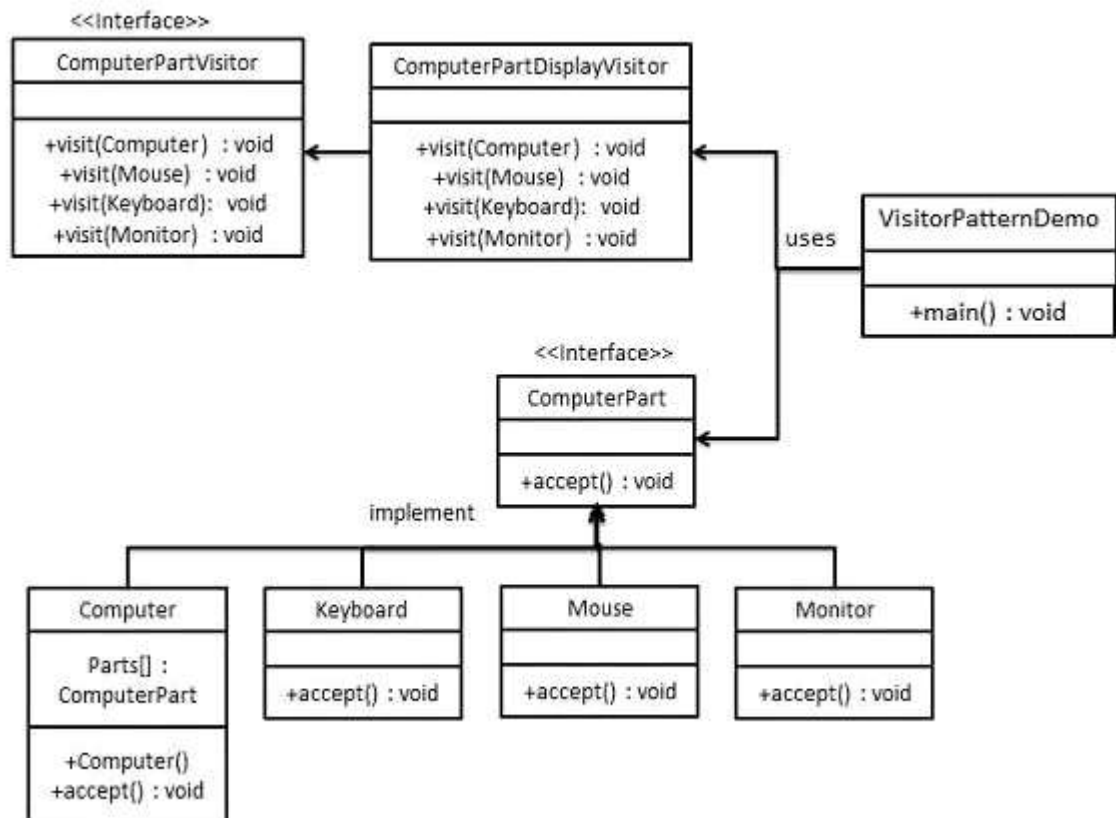 <<Interface>>
ComputerPartVisitor
+visit(Computer) : void
+visit(Mouse) : void
+visit(Keyboard): void
+visit(Monitor) : void
ComputerPartDisplayVisitor
+visit(Computer) : void
+visit(Mouse) : void
+visit(Keyboard): void
+visit(Monitor) : void
uses
VisitorPatternDemo
+main() : void
<<Interface>>
ComputerPart
+accept() : void
implement
Computer
Parts[] :
ComputerPart
+Computer()
+accept() : void
Keyboard
+accept() : void
Mouse
+accept() : void
Monitor
+accept() : void